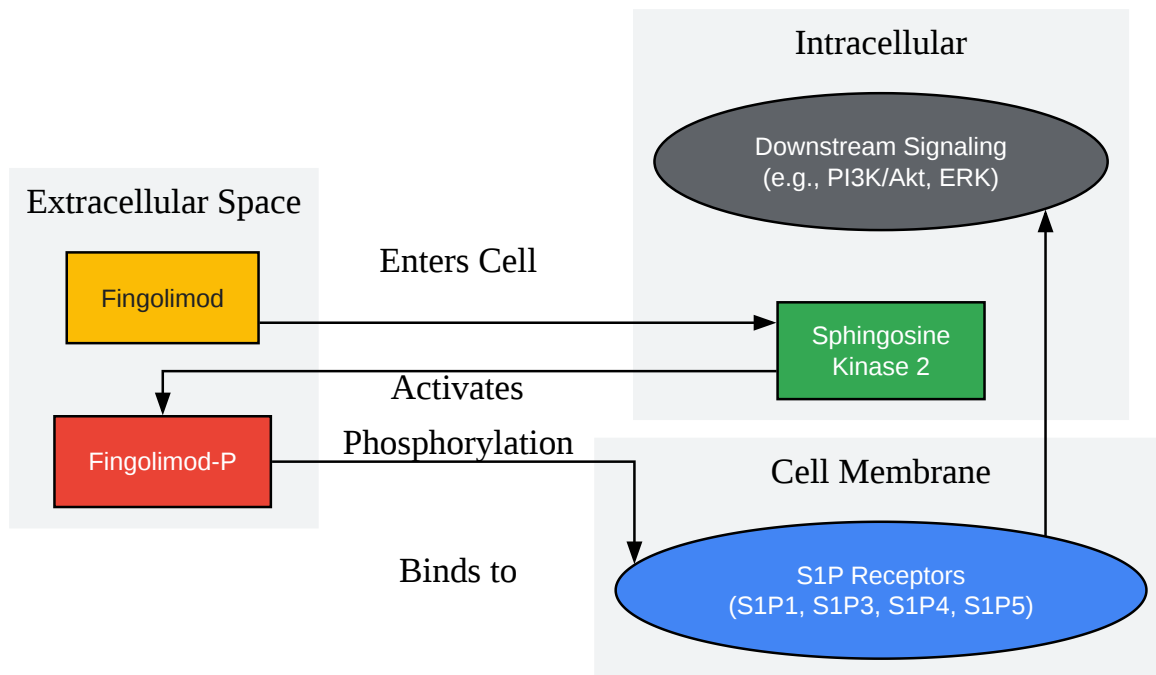 Intracellular
Downstream Signaling
(e.g., PI3K/Akt, ERK)
Extracellular Space
Enters Cell
Fingolimod
Sphingosine
Kinase 2
Activates
Phosphorylation
Fingolimod-P
Cell Membrane
Binds to
S1P Receptors
(S1P1, S1P3, S1P4, S1P5)